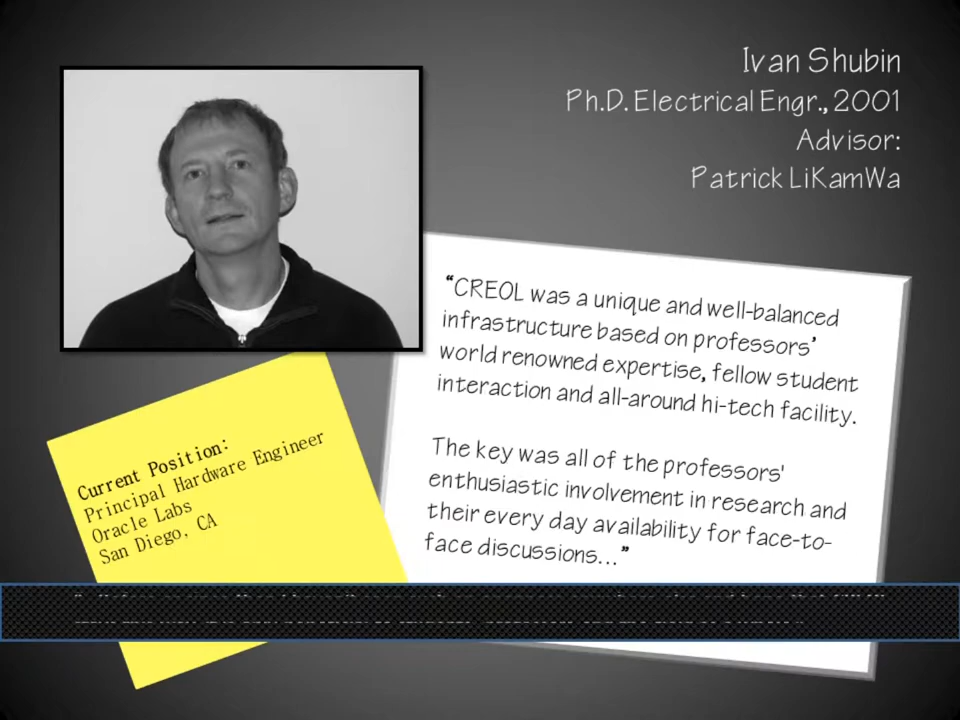 Ivan Shubin
Ph.D. Electrical Engr., 2001
Advisor:
Patrick LiKamWa
“CREOL was a unique and well-balanced
infrastructure based on professors’
world renowned expertise, fellow student
interaction and all-around hi-tech facility.
The key was all of the professors'
enthusiastic involvement in research and
their every day availability for face-to-
face discussions...”
Current Position:
Principal Hardware Engineer
Oracle Labs
San Diego, CA